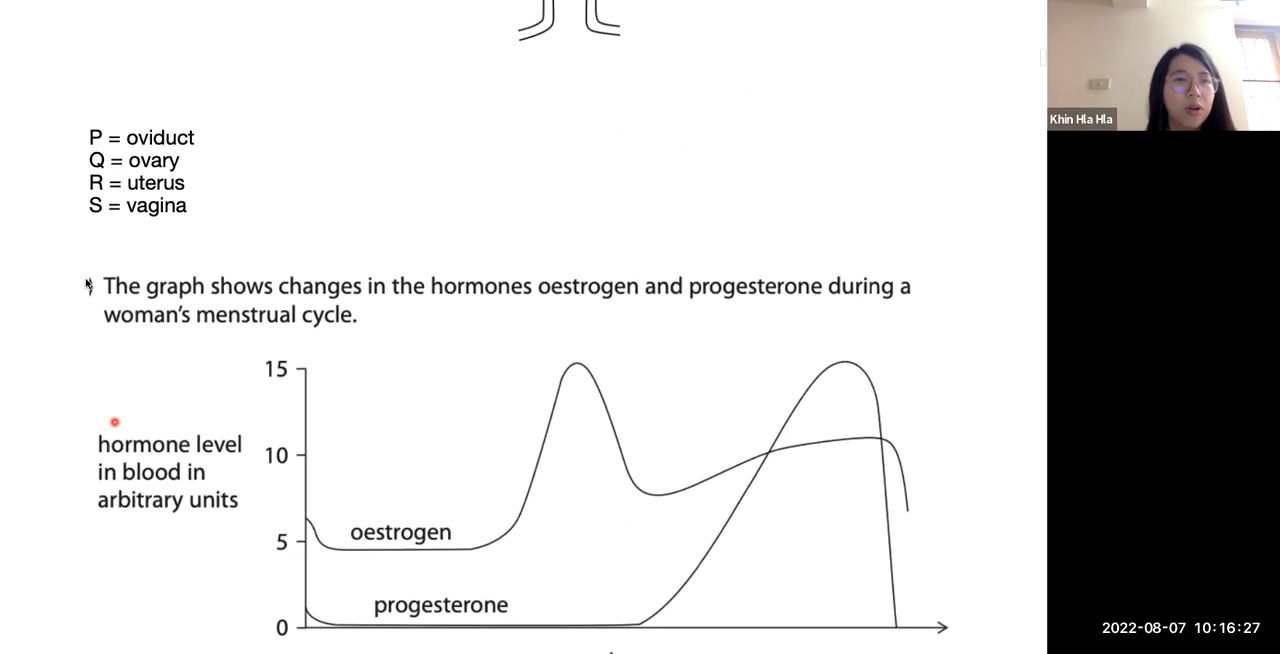 Khin Hla Hla
P = oviduct
Q = ovary
R = uterus
S = vagina
The graph shows changes in the hormones oestrogen and progesterone during a
woman's menstrual cycle.
15
hormone level
in blood in
arbitrary units
10
oestrogen
5
progesterone
0
2022-08-07 10:16:27